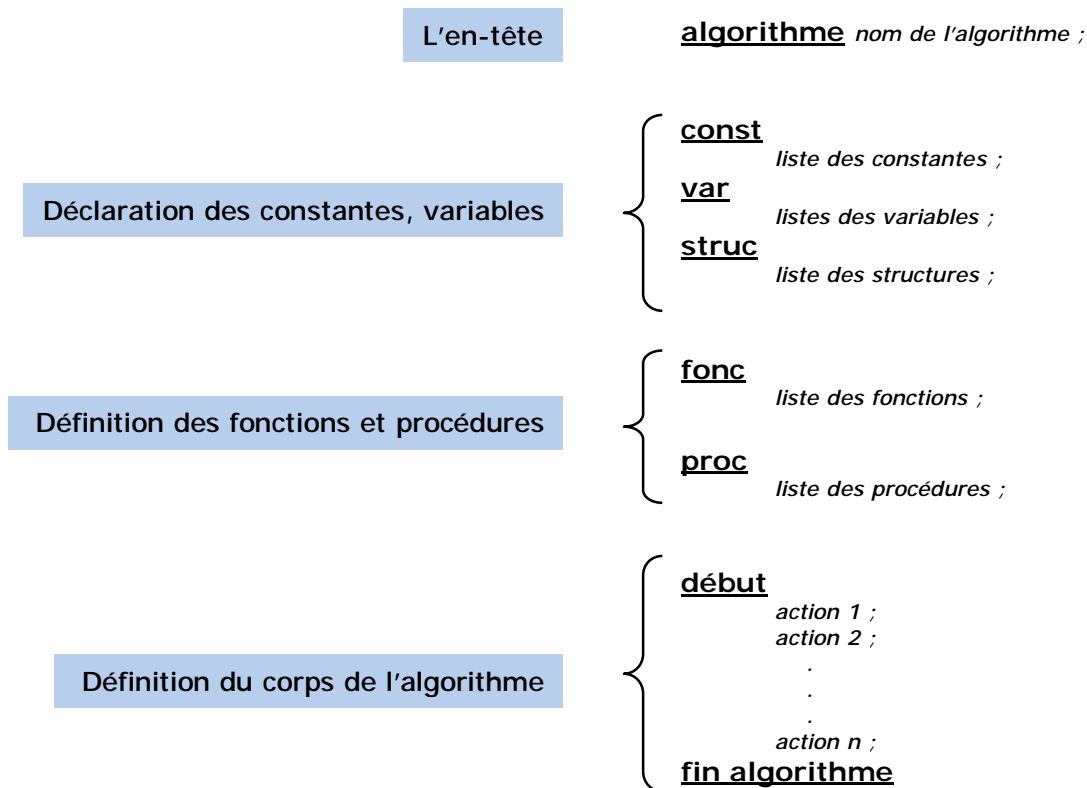 L'en-tête
algorithme nom de l'algorithme ;
Déclaration des constantes, variables
const
liste des constantes ;
var
listes des variables ;
struc
liste des structures ;
Définition des fonctions et procédures
fonc
liste des fonctions ;
proc
liste des procédures ;
Définition du corps de l'algorithme
début
action 1 ;
action 2 ;
.
.
.
action n ;
fin algorithme